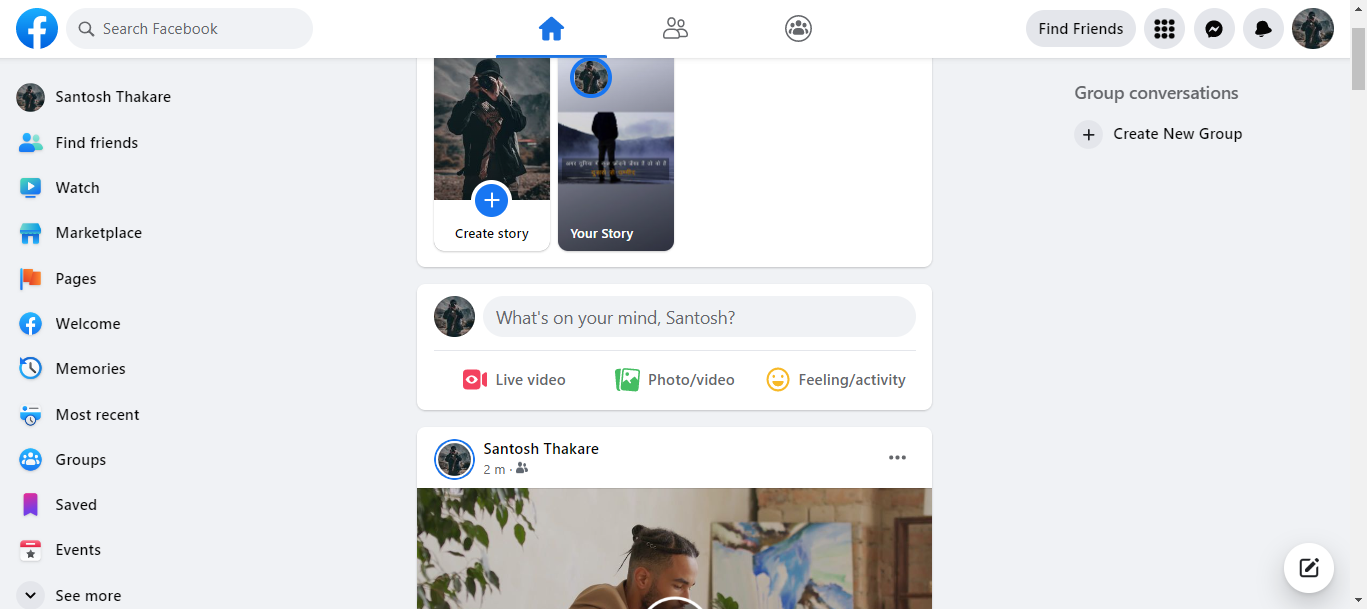 Search Facebook
Find Friends
Santosh Thakare
Find friends
Watch
Marketplace
Pages
Welcome
Memories
Most recent
Groups
Saved
Events
See more
Create story
Your Story
What's on your mind, Santosh?
Live video
Photo/video
Feeling/activity
Santosh Thakare
2 m ·
Group conversations
Create New Group